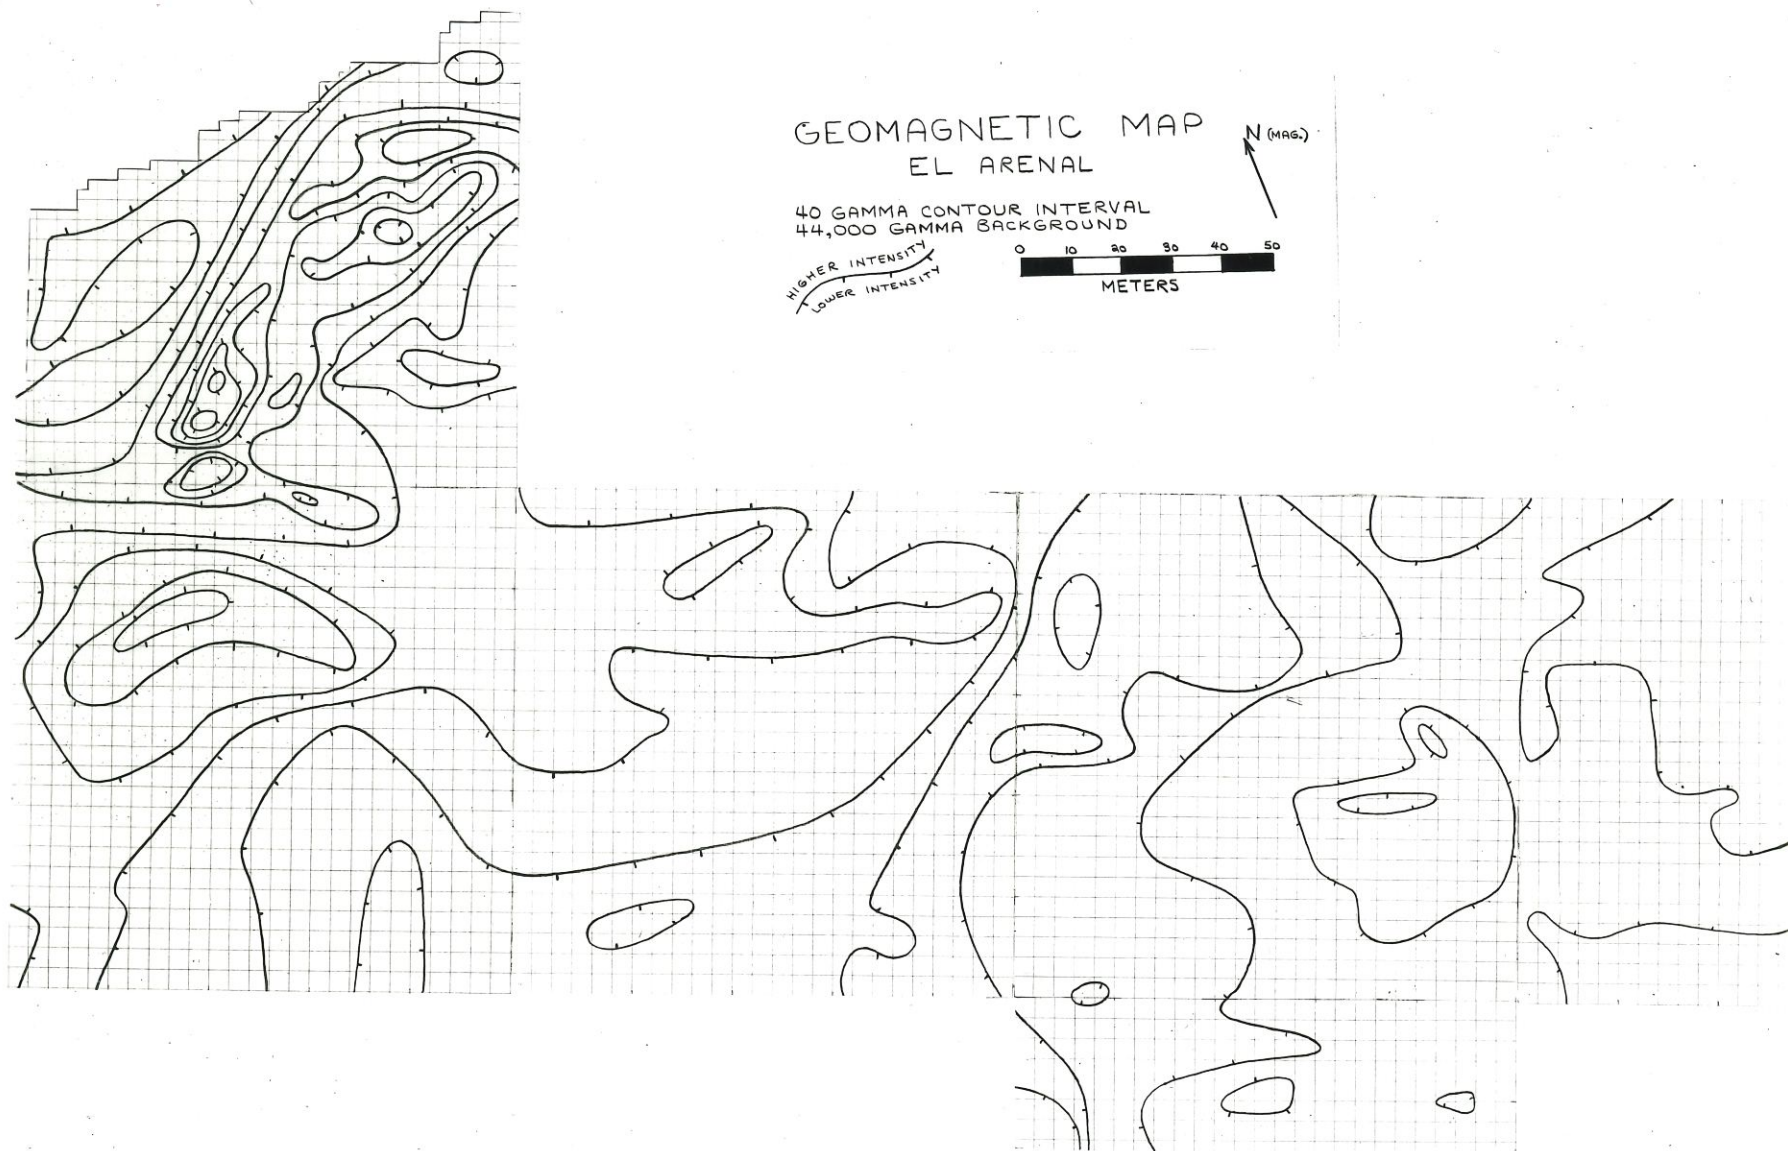 GEOMAGNETIC MAP
EL ARENAL
N (MAG.)
40 GAMMA CONTOUR INTERVAL
44,000 GAMMA BACKGROUND
HIGHER INTENSITY
LOWER INTENSITY
0 10 20 30 40 50
METERS